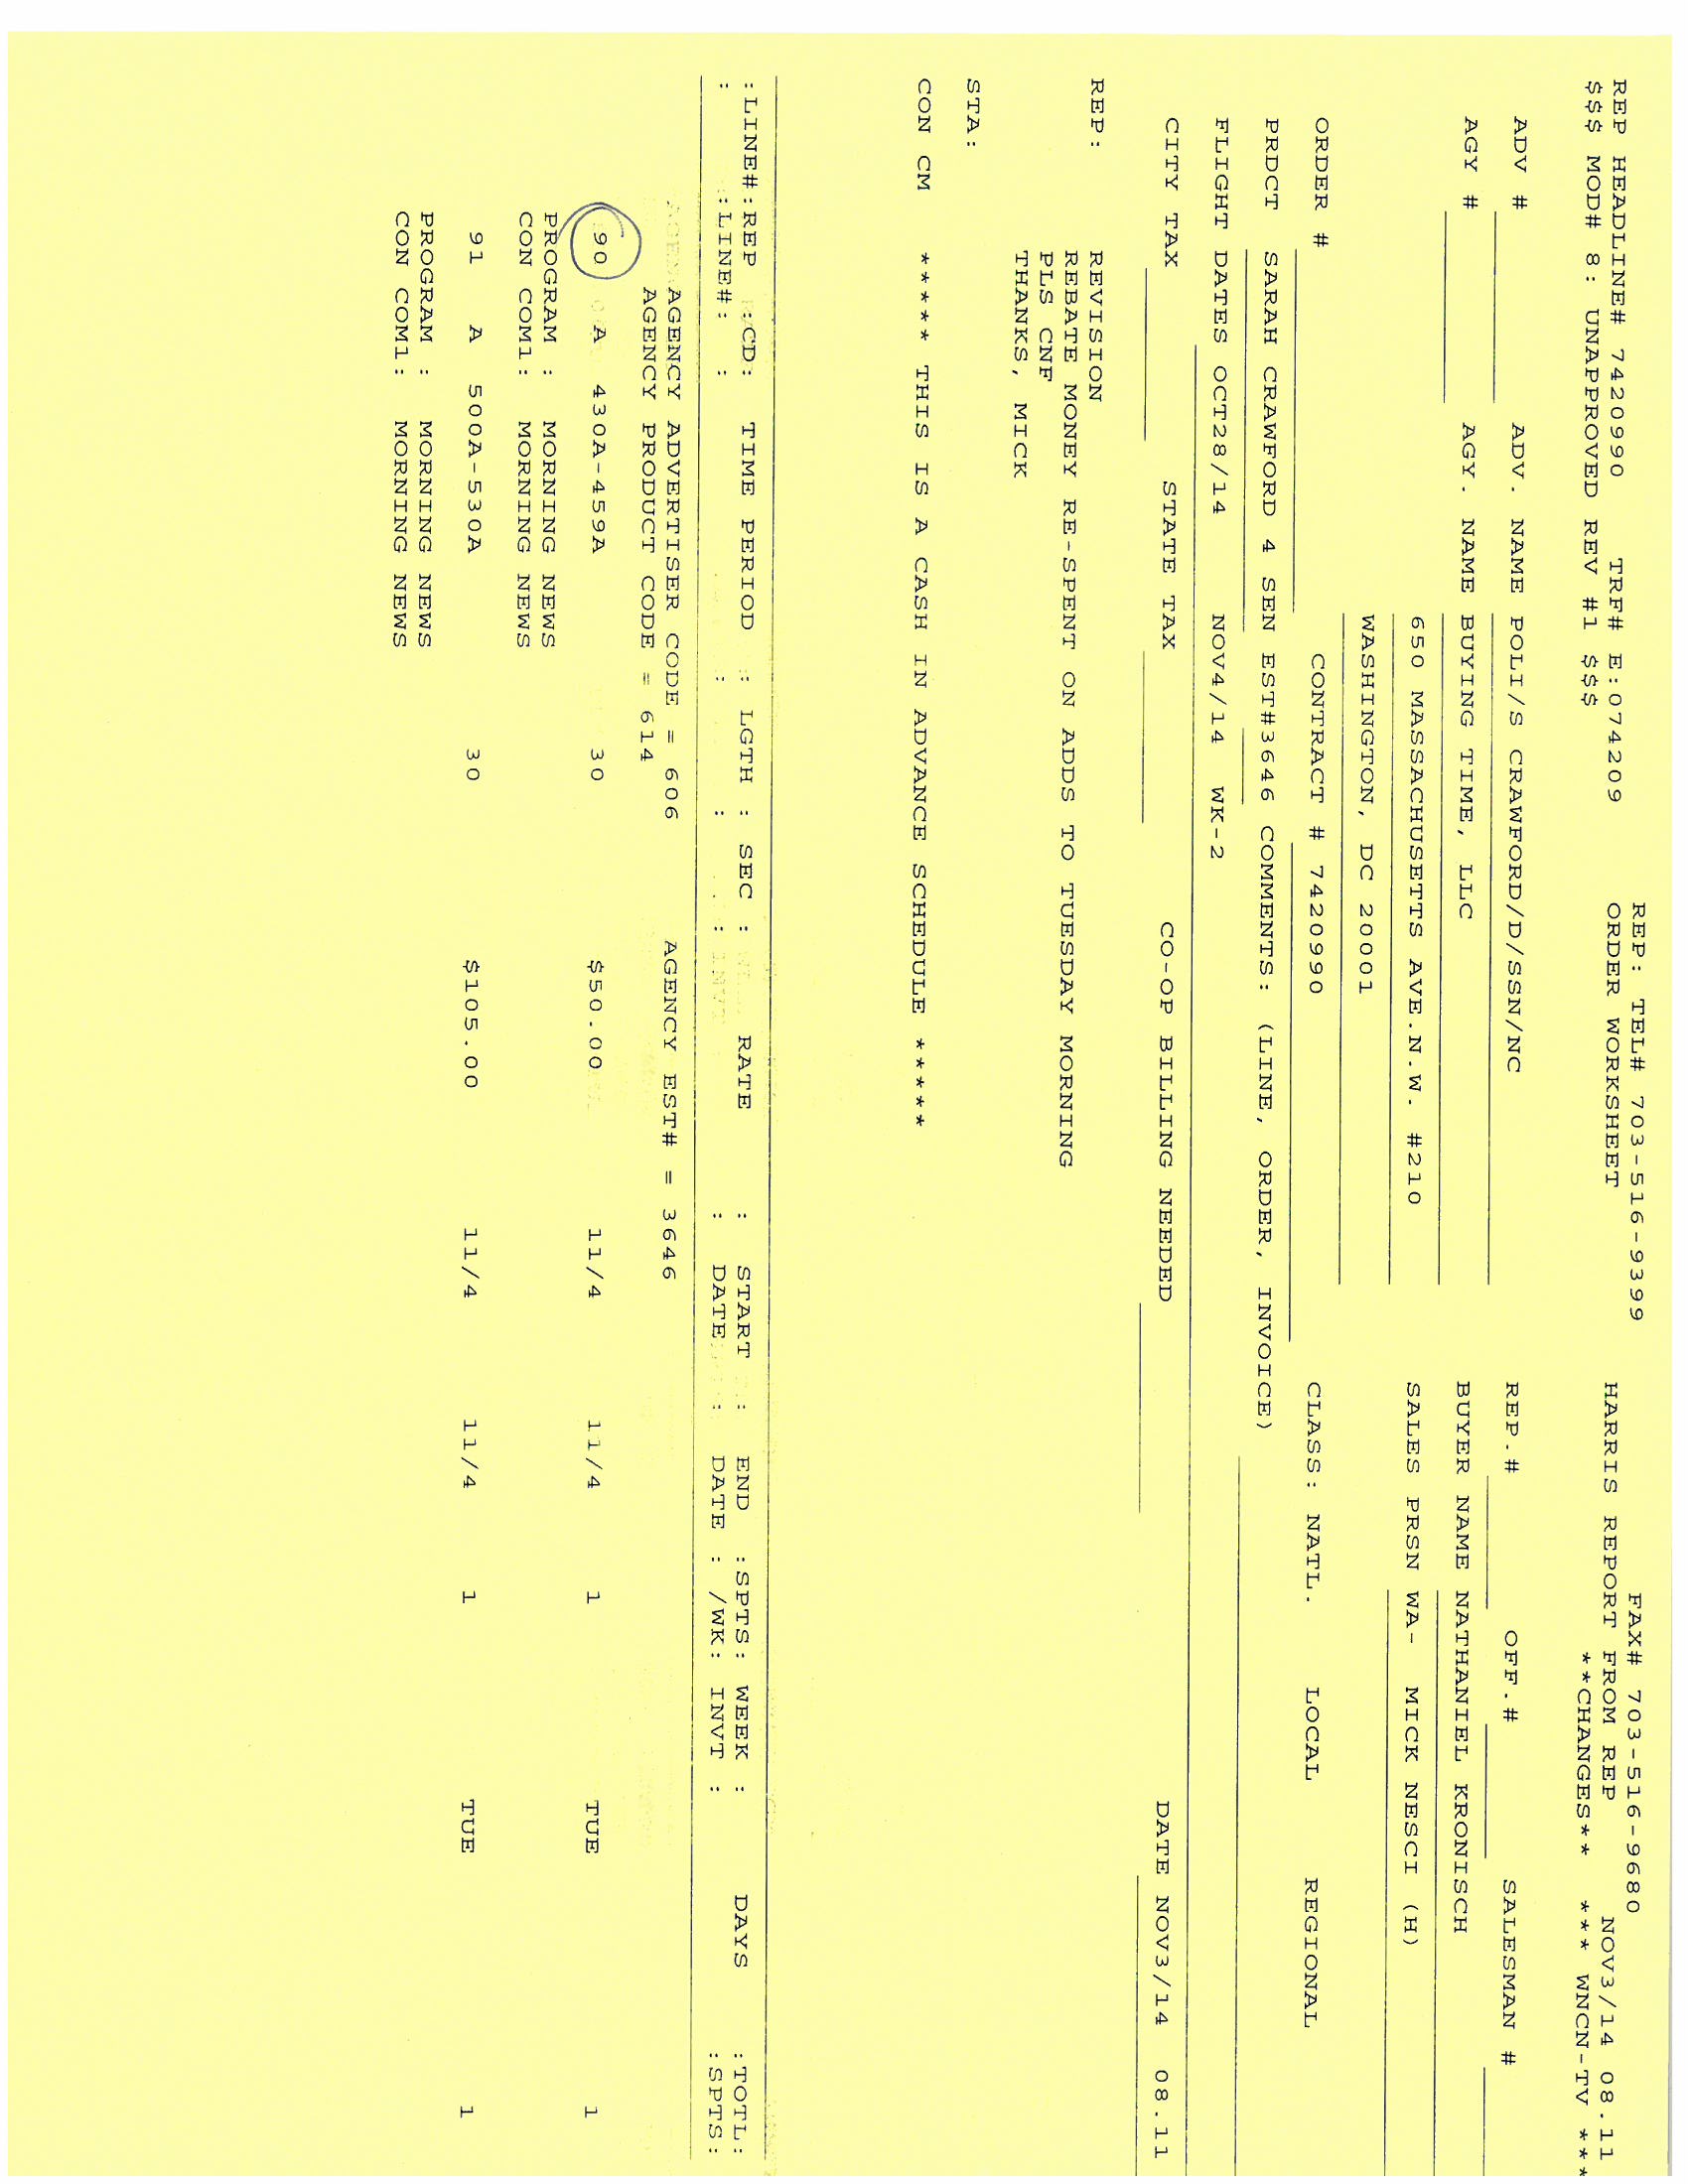 REP: TEL# 703-516-9399 FAX# 703-516-9680
REP HEADLINE# 7420990 TRF# E:074209 ORDER WORKSHEET HARRIS REPORT FROM REP NOV3/14 08.11
$$$ MOD# 8: UNAPPROVED REV #1 $$$ **CHANGES** *** WNCN-TV ***
ADV # ADV. NAME POLI/S CRAWFORD/D/SSN/NC REP.# OFF.# SALESMAN #
AGY # AGY. NAME BUYING TIME, LLC BUYER NAME NATHANIEL KRONISCH
650 MASSACHUSETTS AVE.N.W. #210 SALES PRSN WA- MICK NESCI (H)
WASHINGTON, DC 20001
ORDER # CONTRACT # 7420990 CLASS: NATL. LOCAL REGIONAL
PRDCT SARAH CRAWFORD 4 SEN EST#3646 COMMENTS: (LINE, ORDER, INVOICE)
FLIGHT DATES OCT28/14 NOV4/14 WK-2
CITY TAX STATE TAX CO-OP BILLING NEEDED DATE NOV3/14 08.11
REP: REVISION
REBATE MONEY RE-SPENT ON ADDS TO TUESDAY MORNING
PLS CNF
THANKS, MICK
STA:
CON CM ***** THIS IS A CASH IN ADVANCE SCHEDULE *****
:LINE#:REP :CD: TIME PERIOD : LGTH : SEC : RATE : START : END :SPTS: WEEK : DAYS :TOTL:
: :LINE#: : : : : : DATE : DATE : /WK: INVT : :SPTS:
AGENCY ADVERTISER CODE = 606 AGENCY EST# = 3646
AGENCY PRODUCT CODE = 614
90 A 430A-459A 30 $50.00 11/4 11/4 1 TUE 1
PROGRAM : MORNING NEWS
CON COM1: MORNING NEWS
91 A 500A-530A 30 $105.00 11/4 11/4 1 TUE 1
PROGRAM : MORNING NEWS
CON COM1: MORNING NEWS